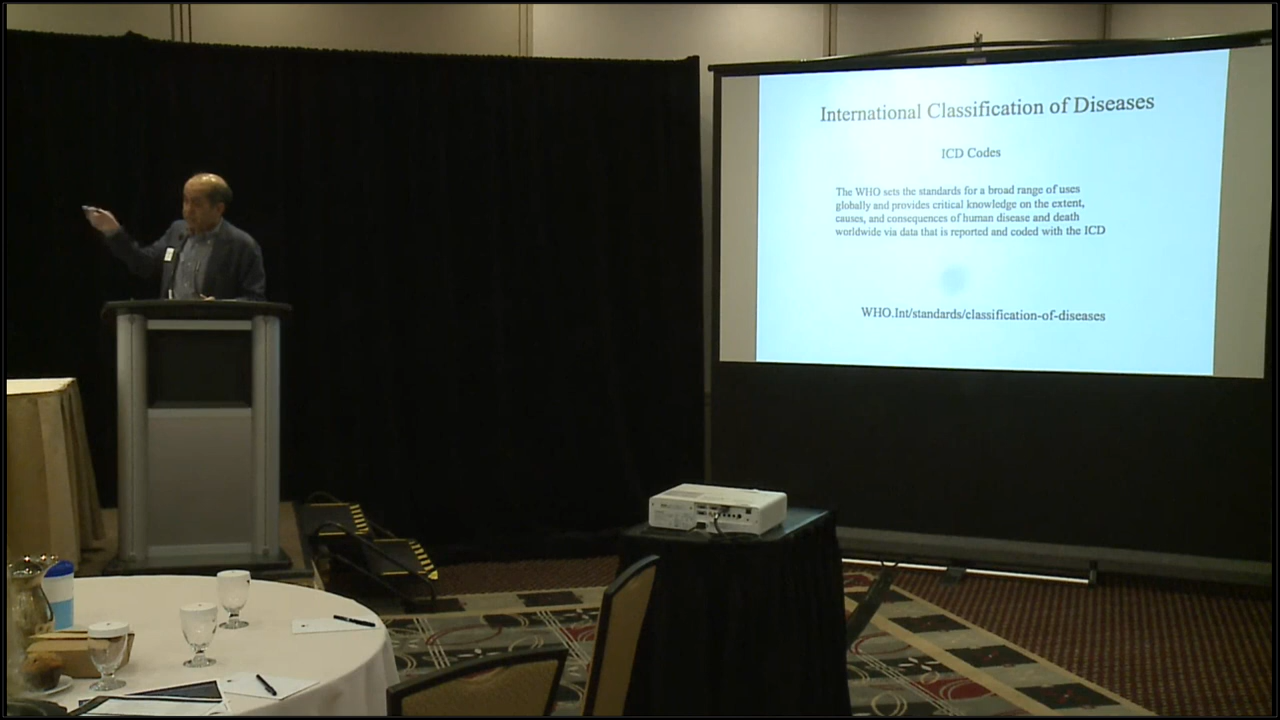 International Classification of Diseases
ICD Codes
The WHO sets the standards for a broad range of uses
globally and provides critical knowledge on the extent,
causes, and consequences of human disease and death
worldwide via data that is reported and coded with the ICD
WHO.Int/standards/classification-of-diseases